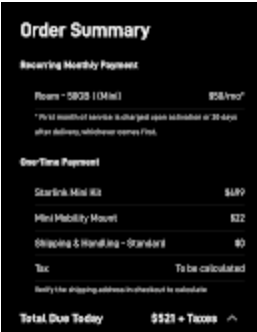 Order Summary
Recurring Monthly Payment
Roam - 50GB | (Mini) $50/mo*
* First month of service is charged upon activation or 30 days
after delivery, whichever comes first.
One-Time Payment
Starlink Mini Kit $499
Mini Mobility Mount $22
Shipping & Handling - Standard $0
Tax To be calculated
Verify the shipping address in checkout to calculate
Total Due Today $521 + Taxes